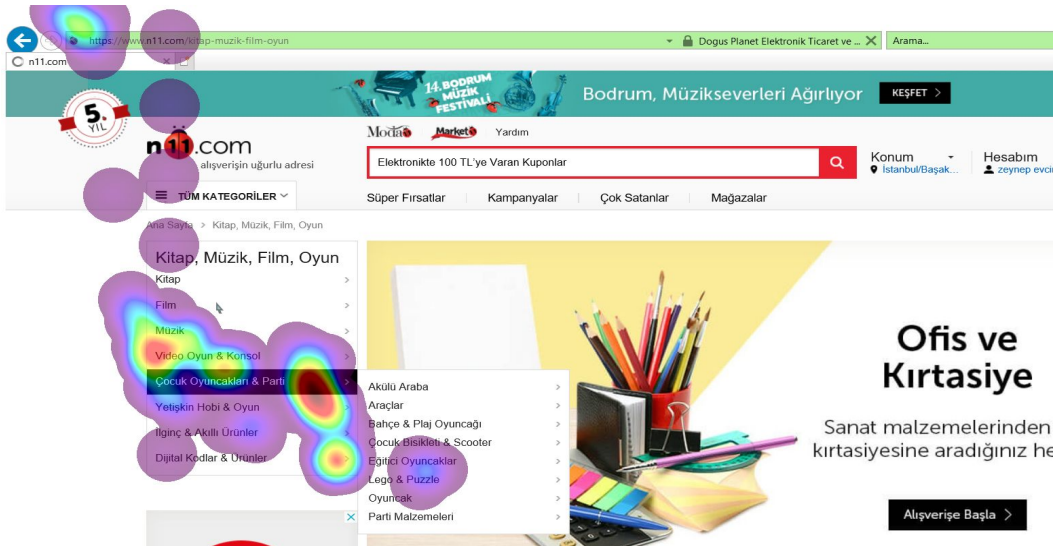 https://www.n11.com/kitap-muzik-film-oyun
Dogus Planet Elektronik Ticaret ve ...
Arama...
n11.com
14. BODRUM
MÜZİK
FESTİVALİ
Bodrum, Müzikseverleri Ağırlıyor
KEŞFET >
5.
YIL
n11.com
alışverişin uğurlu adresi
Moda
Market
Yardım
Elektronikte 100 TL'ye Varan Kuponlar
Konum
İstanbul/Başak...
Hesabım
zeynep evci
TÜM KATEGORİLER
Süper Fırsatlar
Kampanyalar
Çok Satanlar
Mağazalar
Ana Sayfa > Kitap, Müzik, Film, Oyun
Kitap, Müzik, Film, Oyun
Kitap >
Film >
Müzik >
Video Oyun & Konsol >
Çocuk Oyuncakları & Parti >
Yetişkin Hobi & Oyun
İlginç & Akıllı Ürünler
Dijital Kodlar & Ürünler
Akülü Araba >
Araçlar >
Bahçe & Plaj Oyuncağı >
Çocuk Bisikleti & Scooter >
Eğitici Oyuncaklar >
Lego & Puzzle >
Oyuncak >
Parti Malzemeleri >
Ofis ve
Kırtasiye
Sanat malzemelerinden
kırtasiyesine aradığınız he
Alışverişe Başla >